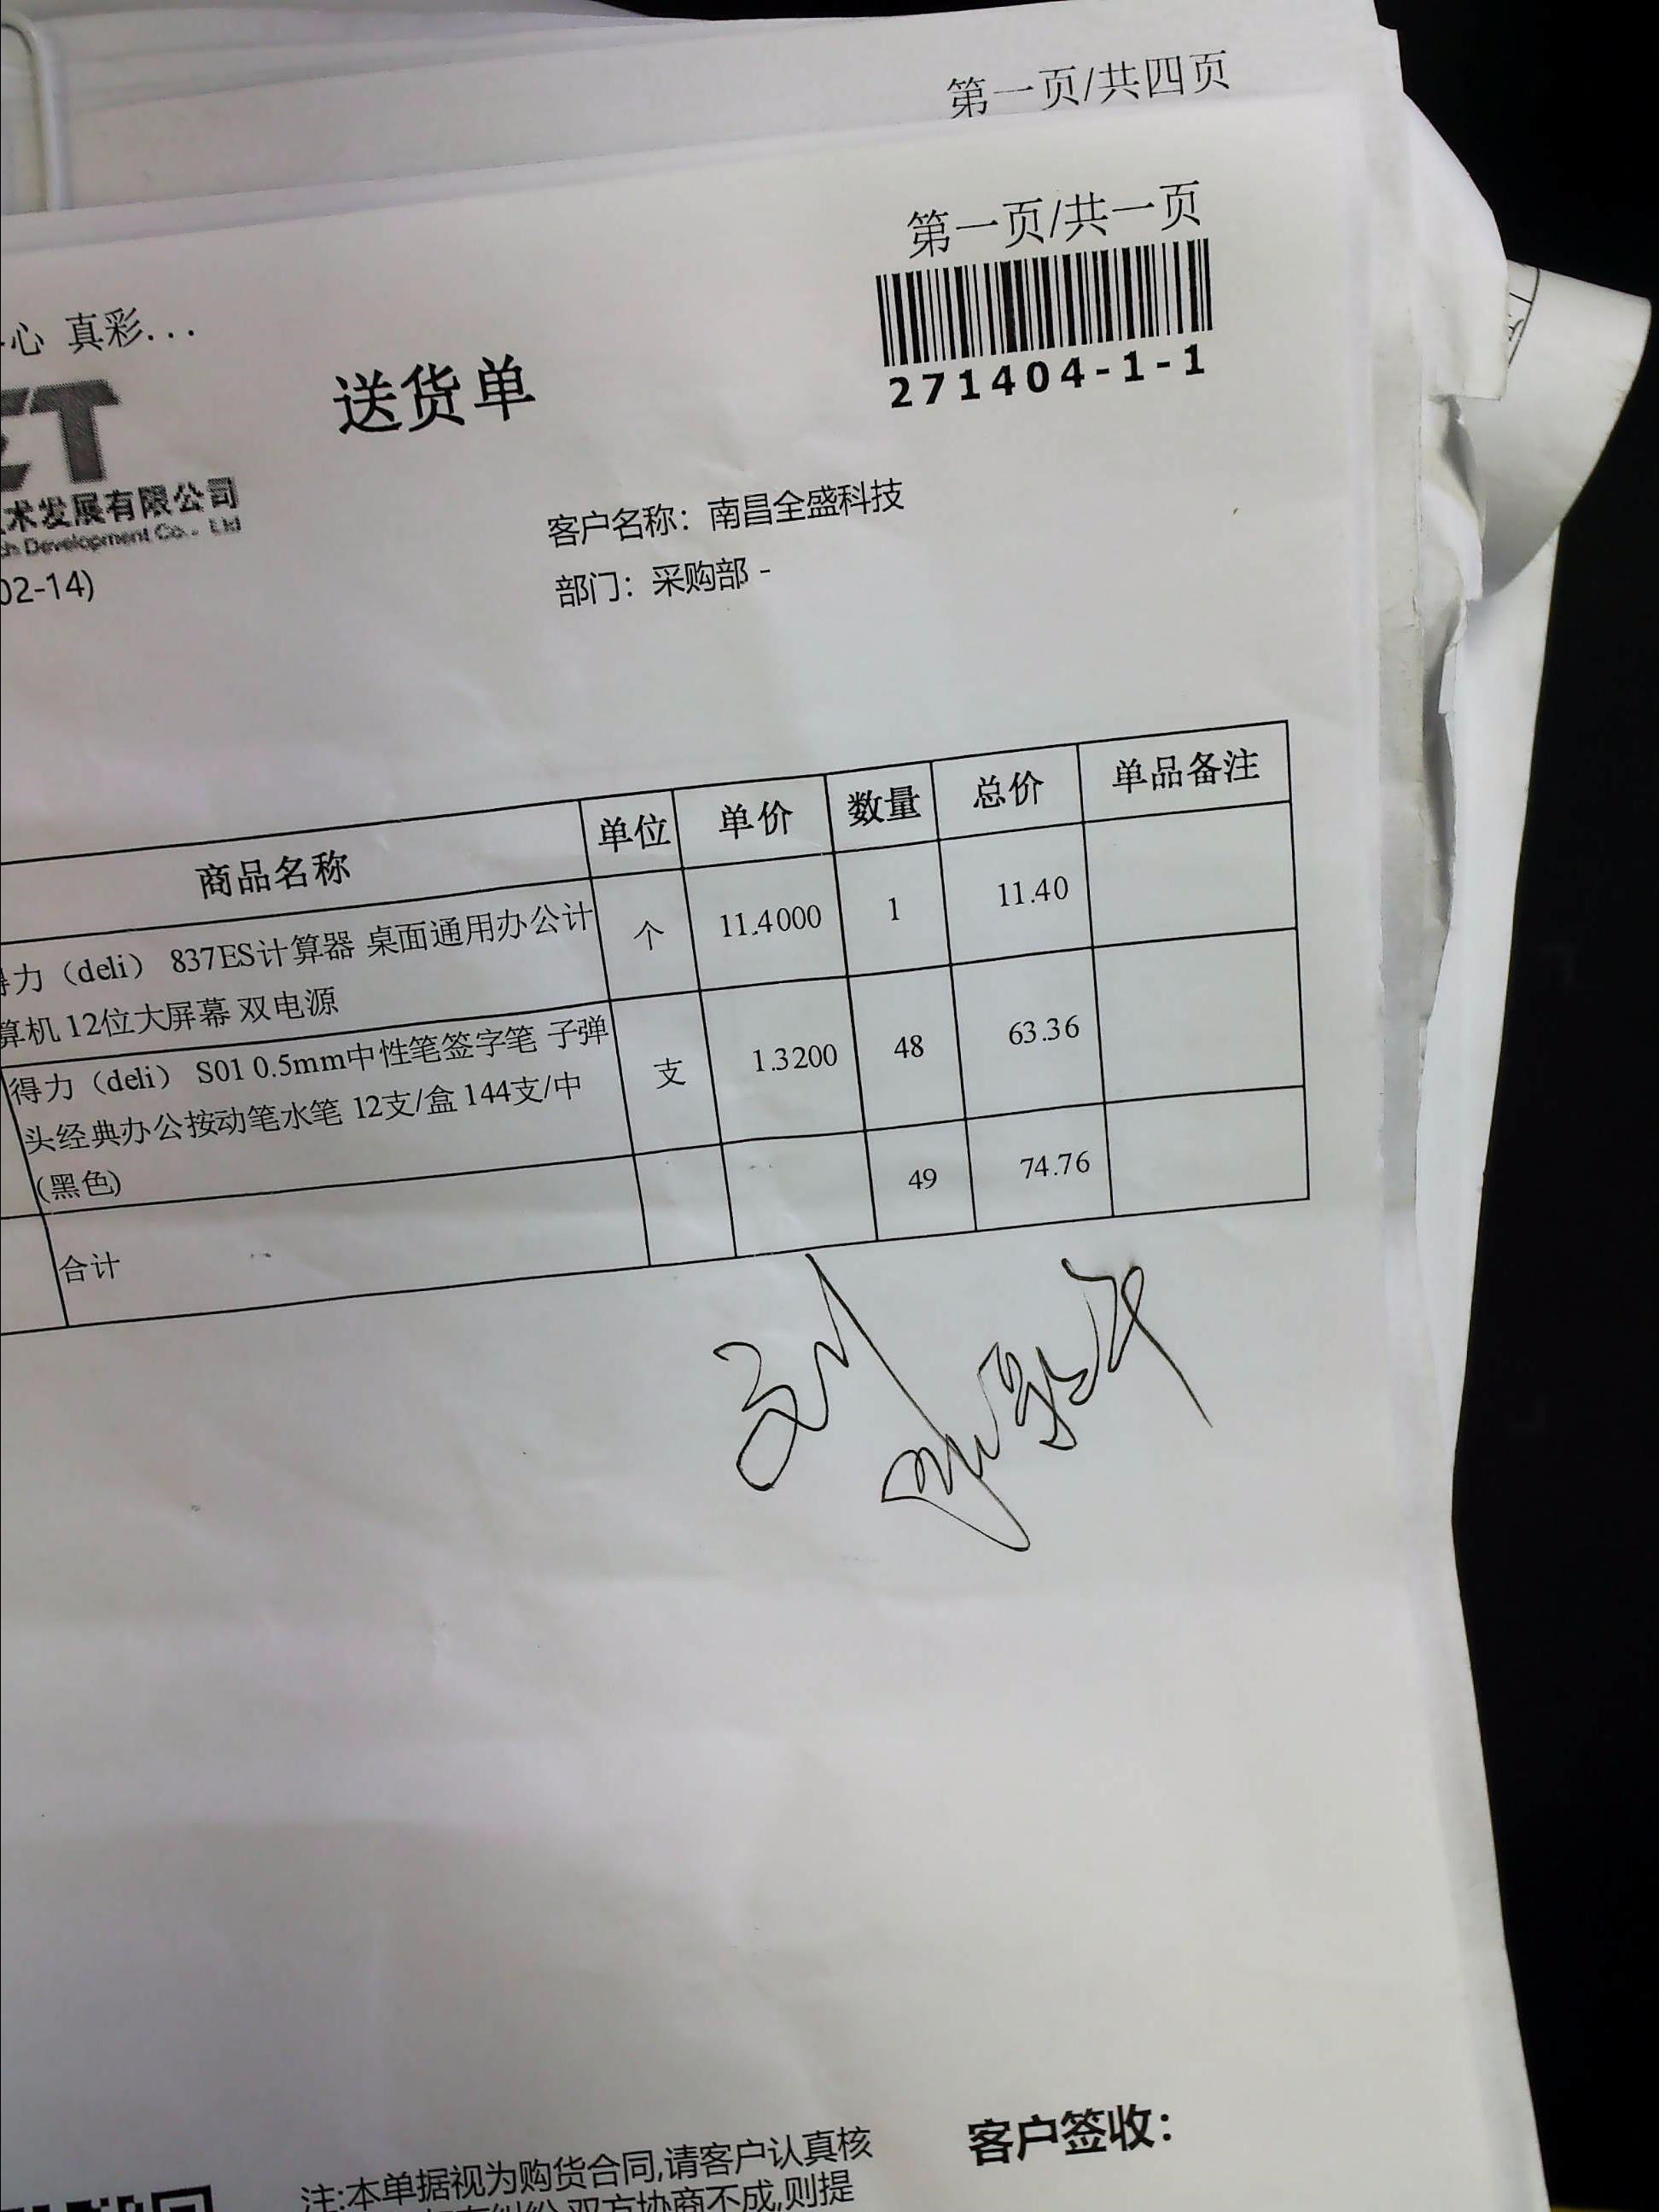 第一页/共四页
第一页/共一页
271404-1-1
心 真彩...
送货单
ET
术发展有限公司
ch Development Co., Ltd
02-14)
客户名称：南昌全盛科技
部门：采购部 -
商品名称 单位 单价 数量 总价 单品备注
得力（deli） 837ES计算器 桌面通用办公计 个 11.4000 1 11.40
算机 12位大屏幕 双电源
得力（deli） S01 0.5mm中性笔签字笔 子弹 支 1.3200 48 63.36
头经典办公按动笔水笔 12支/盒 144支/中
(黑色)
合计 49 74.76
客户签收：
注:本单据视为购货合同,请客户认真核
纠纷,双方协商不成,则提